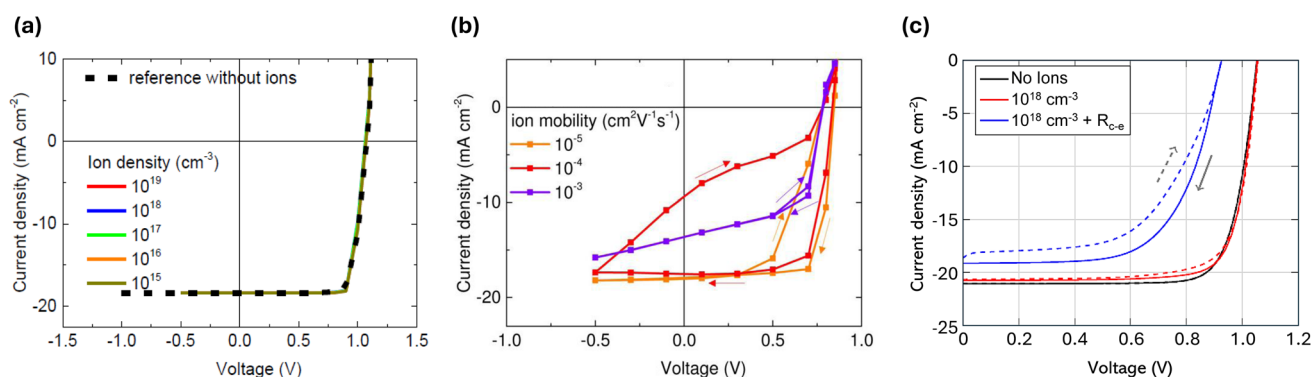 (a)
10
0
-10
-20
-1.5
-1.0
-0.5
0.0
0.5
1.0
1.5
Voltage (V)
Current density (mA cm⁻²)
reference without ions
Ion density (cm⁻³)
10¹⁹
10¹⁸
10¹⁷
10¹⁶
10¹⁵
(b)
0
-10
-20
-1.0
-0.5
0.0
0.5
1.0
Voltage (V)
Current density (mA cm⁻²)
ion mobility (cm²V⁻¹s⁻¹)
10⁻⁵
10⁻⁴
10⁻³
(c)
0
-5
-10
-15
-20
-25
0
0.2
0.4
0.6
0.8
1.0
1.2
Voltage (V)
Current density (mA cm⁻²)
No Ions
10¹⁸ cm⁻³
10¹⁸ cm⁻³ + R_c-e